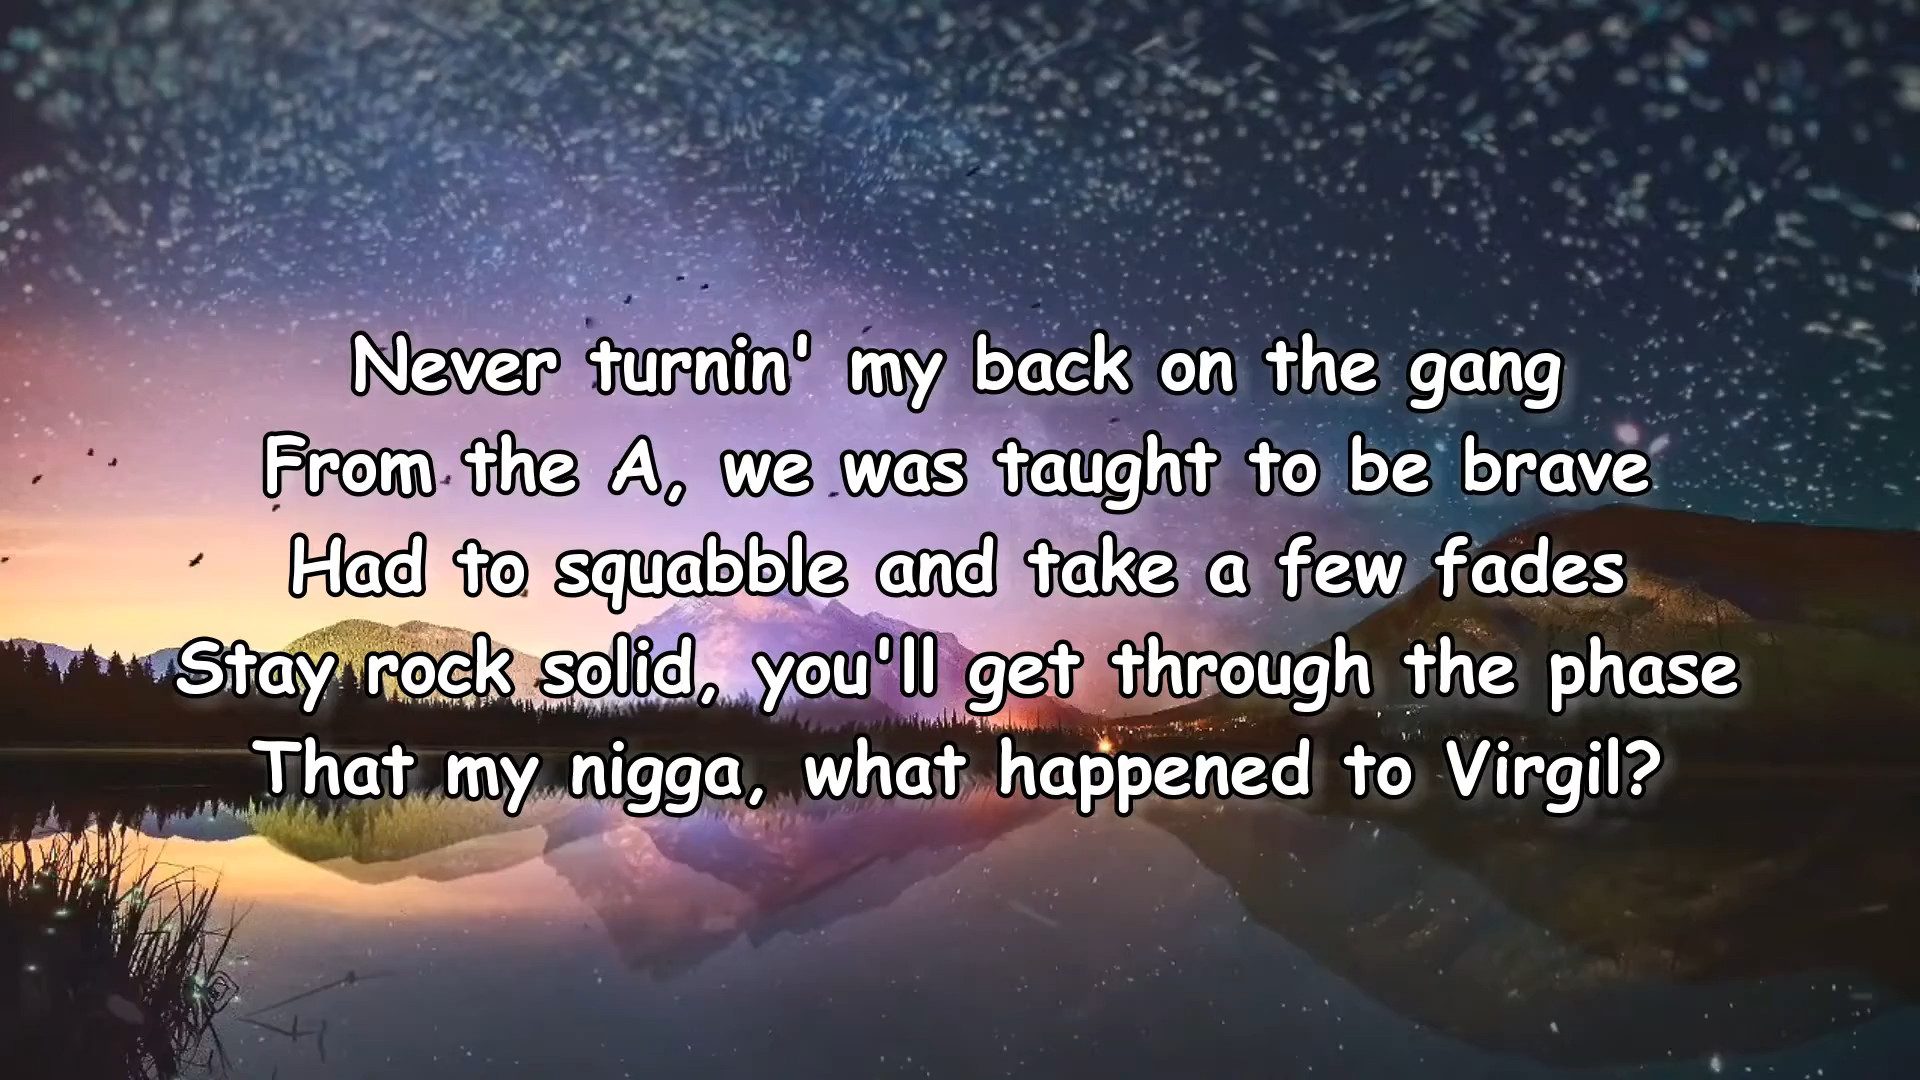 Never turnin' my back on the gang
From the A, we was taught to be brave
Had to squabble and take a few fades
Stay rock solid, you'll get through the phase
That my nigga, what happened to Virgil?